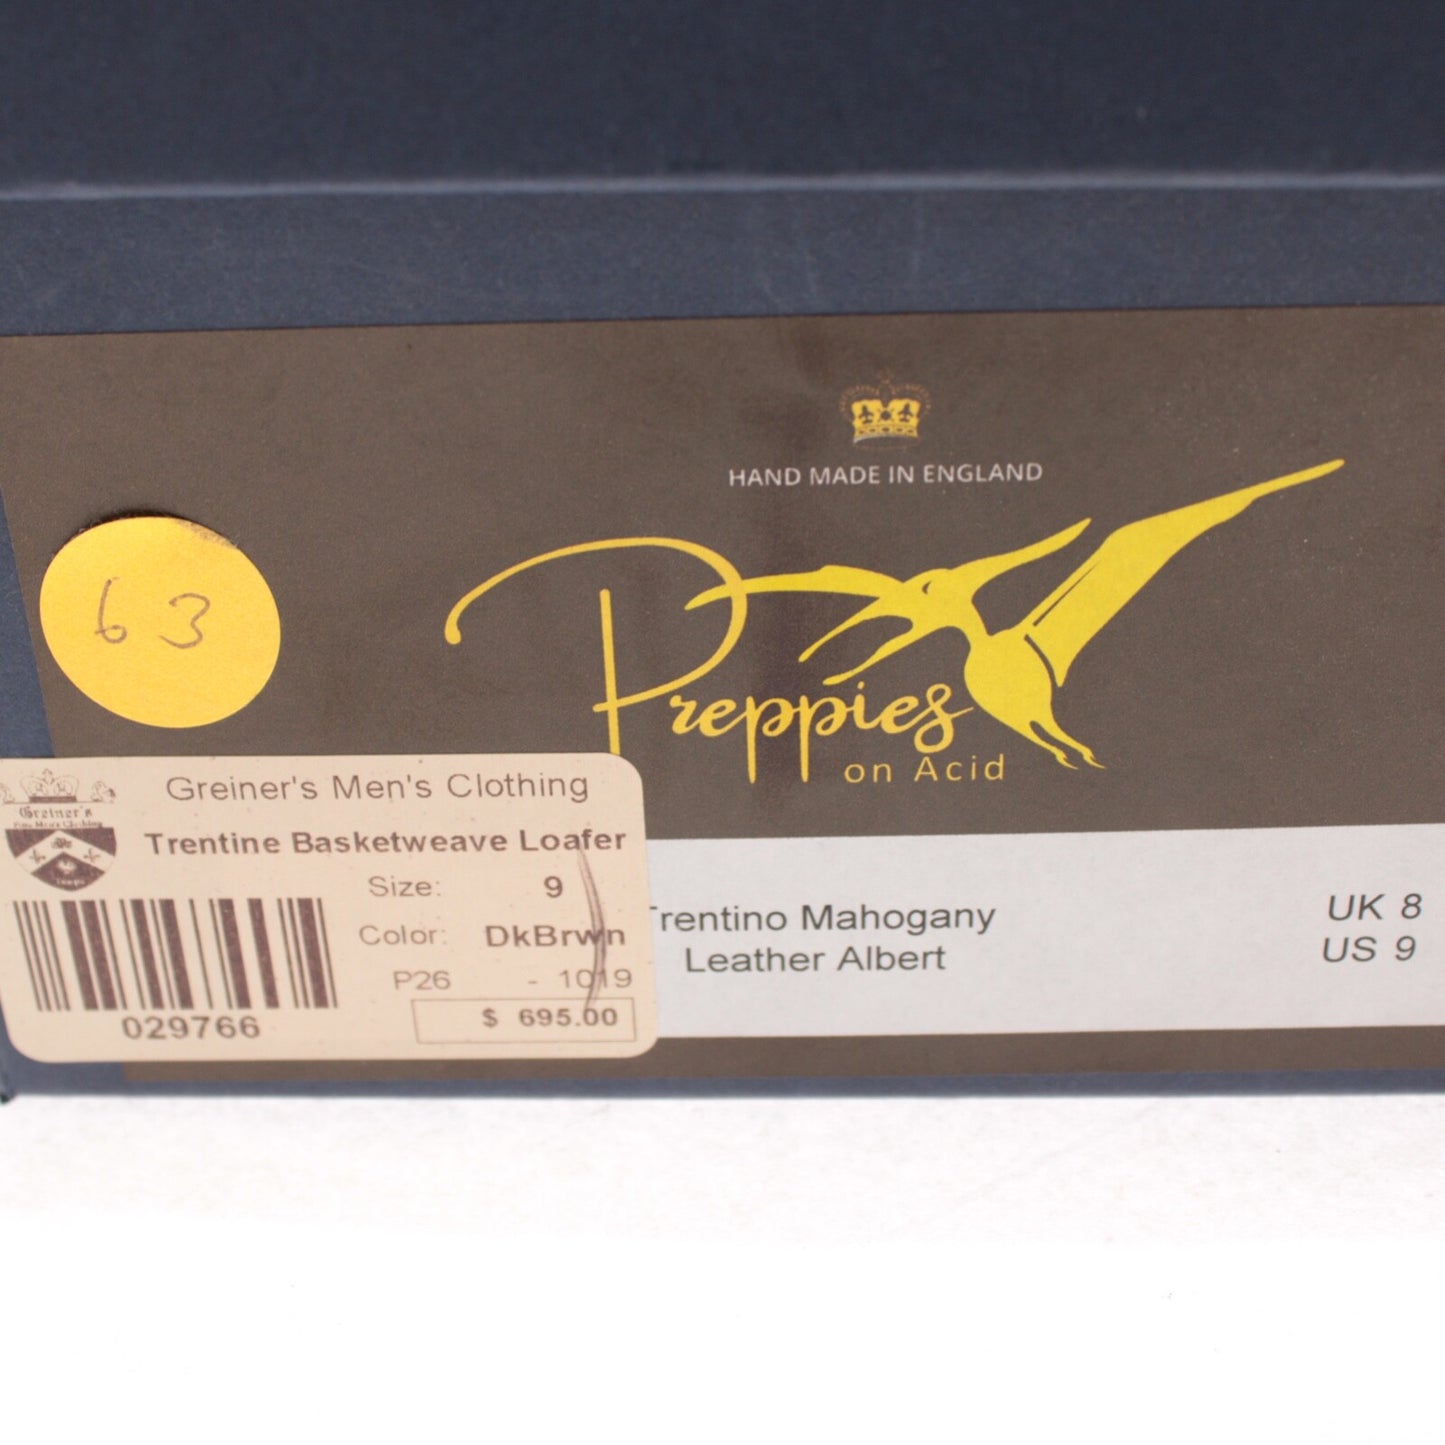 HAND MADE IN ENGLAND
Preppies
on Acid
63
Greiner's Men's Clothing
Greiner's
Trentine Basketweave Loafer
Size: 9
Color: DkBrwn
P26 - 1019
$ 695.00
029766
Trentino Mahogany
Leather Albert
UK 8
US 9